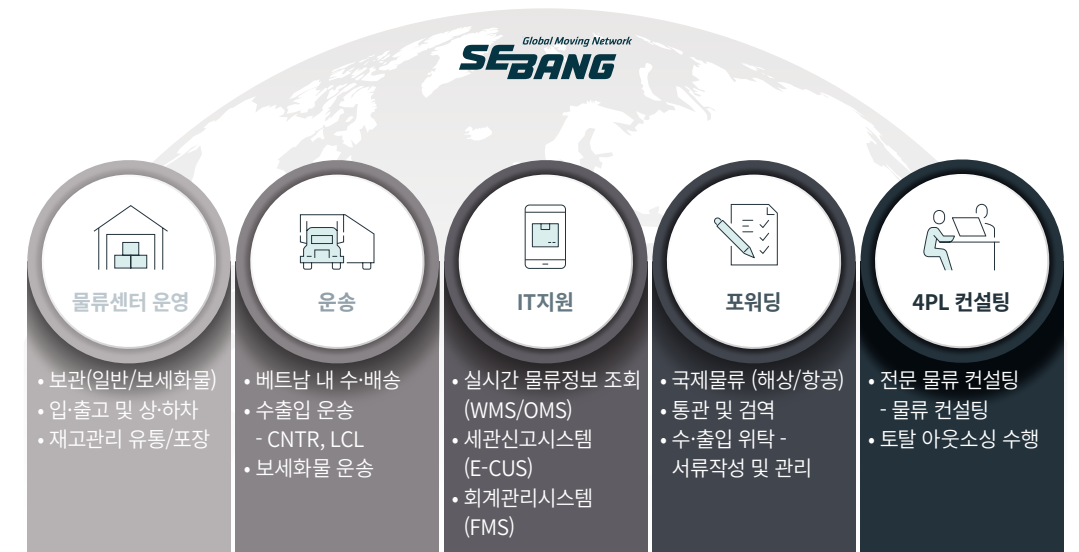 Global Moving Network
SEBANG
물류센터 운영
• 보관(일반/보세화물)
• 입·출고 및 상·하차
• 재고관리 유통/포장
운송
• 베트남 내 수·배송
• 수출입 운송
- CNTR, LCL
• 보세화물 운송
IT지원
• 실시간 물류정보 조회
(WMS/OMS)
• 세관신고시스템
(E-CUS)
• 회계관리시스템
(FMS)
포워딩
• 국제물류 (해상/항공)
• 통관 및 검역
• 수·출입 위탁 -
서류작성 및 관리
4PL 컨설팅
• 전문 물류 컨설팅
- 물류 컨설팅
• 토탈 아웃소싱 수행